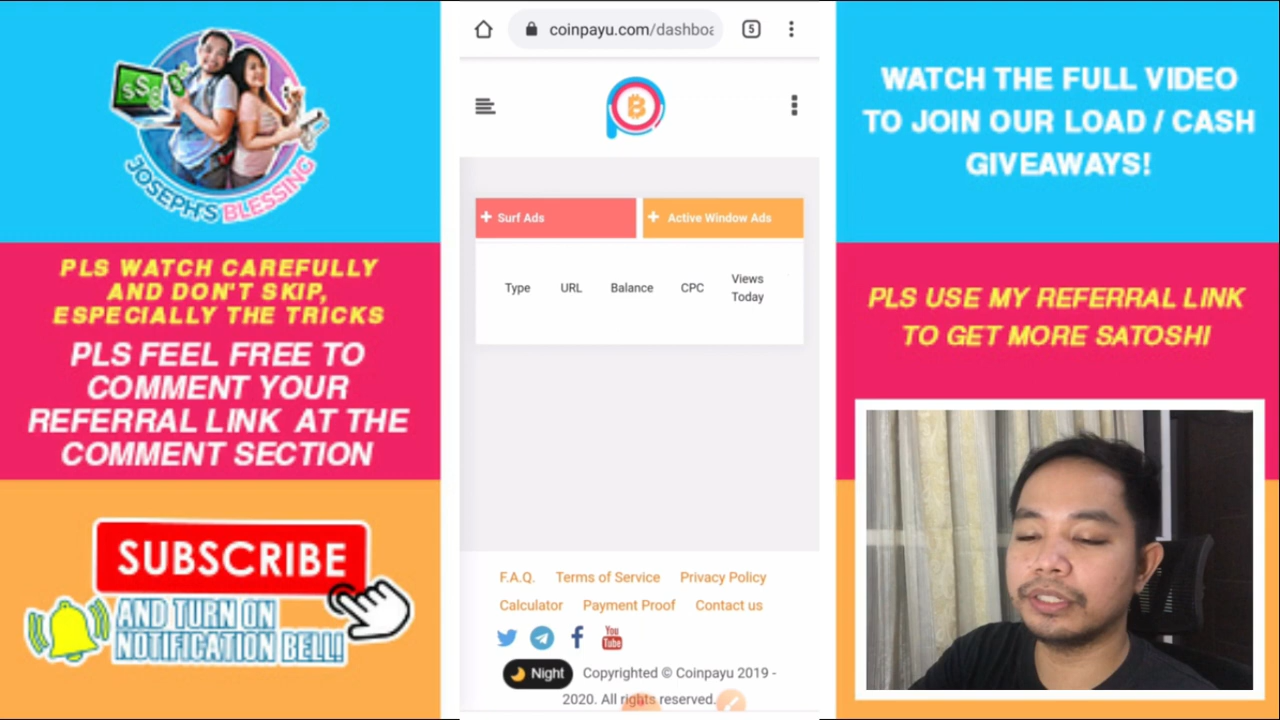 JOSEPH'S BLESSING
PLS WATCH CAREFULLY
AND DON'T SKIP,
ESPECIALLY THE TRICKS
PLS FEEL FREE TO
COMMENT YOUR
REFERRAL LINK AT THE
COMMENT SECTION
SUBSCRIBE
AND TURN ON
NOTIFICATION BELL!
coinpayu.com/dashboa
5
+ Surf Ads
+ Active Window Ads
Type URL Balance CPC Views
Today
F.A.Q. Terms of Service Privacy Policy
Calculator Payment Proof Contact us
You
Tube
Night Copyrighted © Coinpayu 2019 -
2020. All rights reserved.
WATCH THE FULL VIDEO
TO JOIN OUR LOAD / CASH
GIVEAWAYS!
PLS USE MY REFERRAL LINK
TO GET MORE SATOSHI